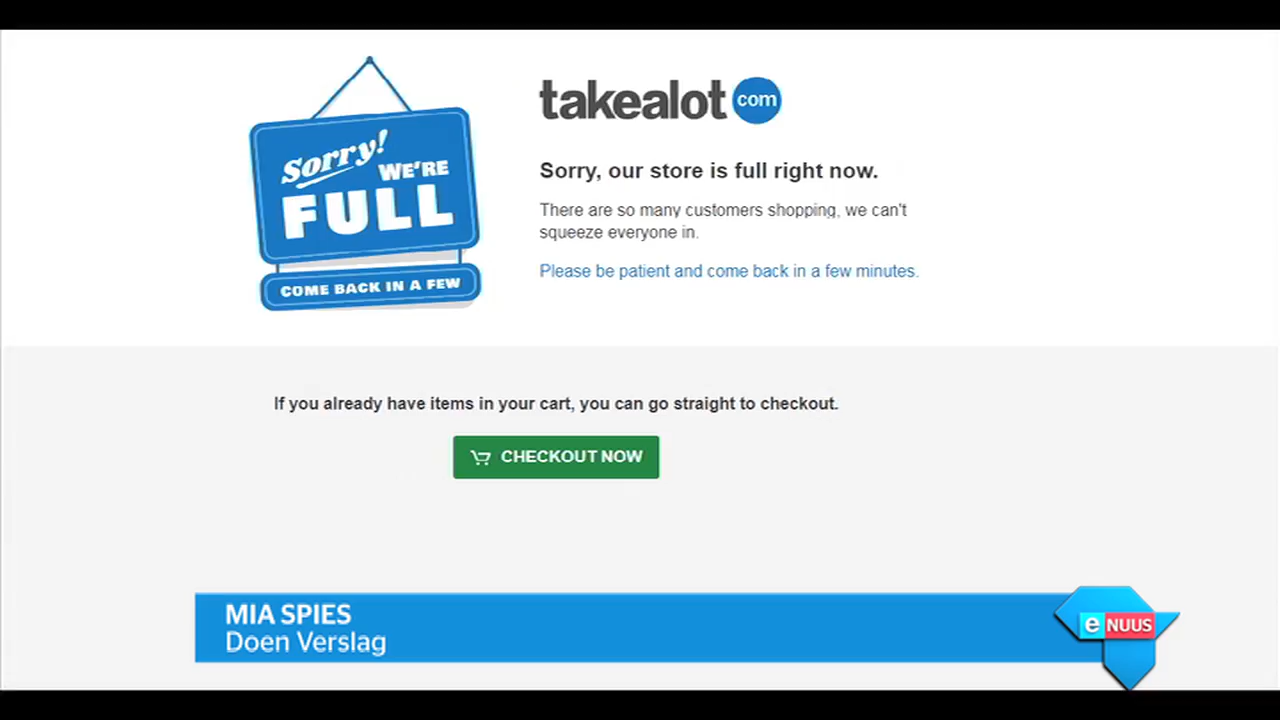 Sorry!
WE'RE
FULL
COME BACK IN A FEW
takealot com
Sorry, our store is full right now.
There are so many customers shopping, we can't
squeeze everyone in.
Please be patient and come back in a few minutes.
If you already have items in your cart, you can go straight to checkout.
CHECKOUT NOW
MIA SPIES
Doen Verslag
e NUUS